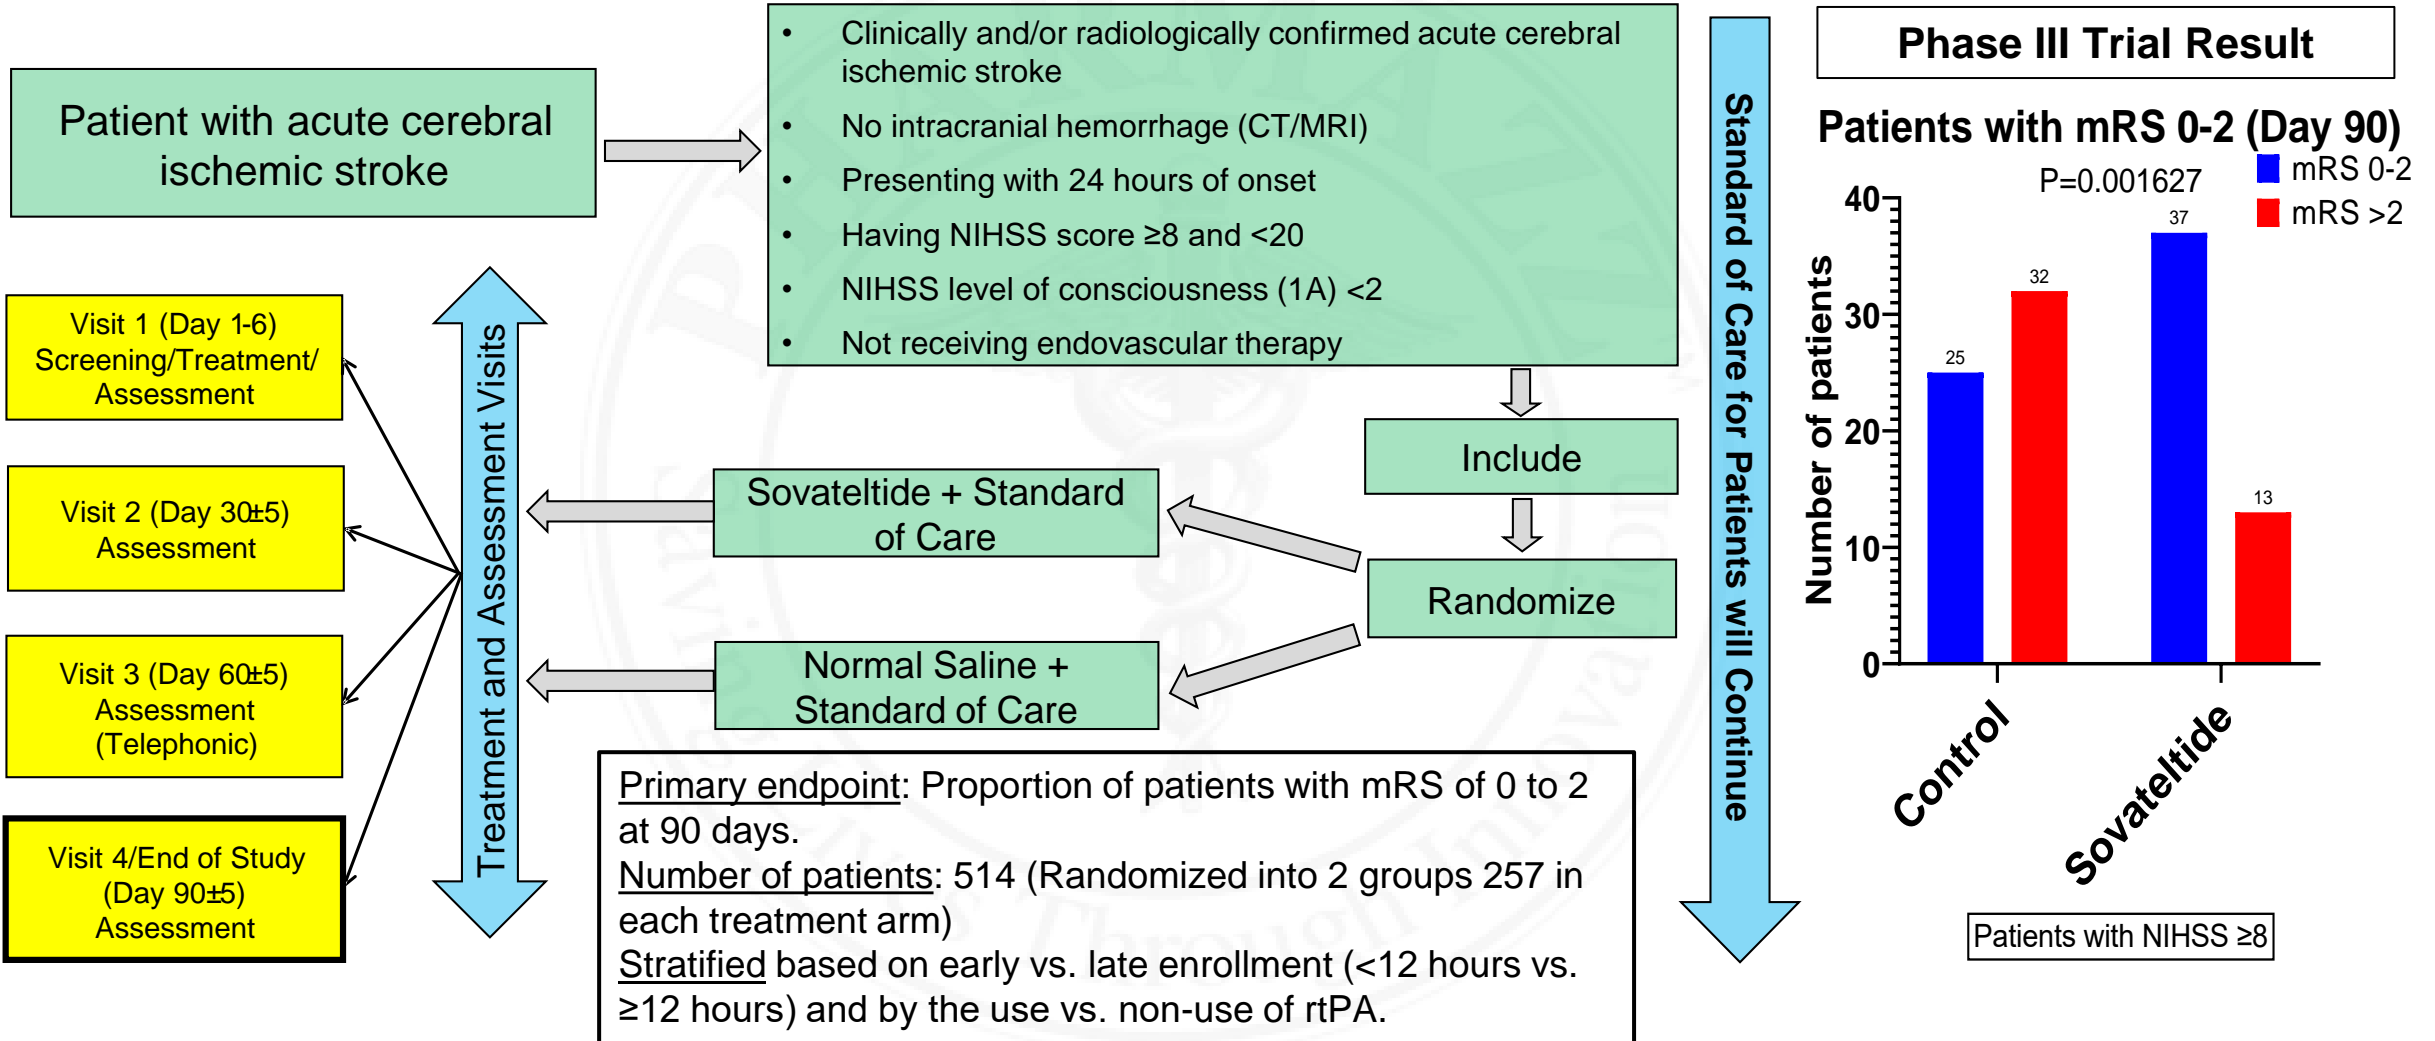 Patient with acute cerebral
ischemic stroke
• Clinically and/or radiologically confirmed acute cerebral
ischemic stroke
• No intracranial hemorrhage (CT/MRI)
• Presenting with 24 hours of onset
• Having NIHSS score ≥8 and <20
• NIHSS level of consciousness (1A) <2
• Not receiving endovascular therapy
Include
Randomize
Sovateltide + Standard
of Care
Normal Saline +
Standard of Care
Treatment and Assessment Visits
Visit 1 (Day 1-6)
Screening/Treatment/
Assessment
Visit 2 (Day 30±5)
Assessment
Visit 3 (Day 60±5)
Assessment
(Telephonic)
Visit 4/End of Study
(Day 90±5)
Assessment
Primary endpoint: Proportion of patients with mRS of 0 to 2
at 90 days.
Number of patients: 514 (Randomized into 2 groups 257 in
each treatment arm)
Stratified based on early vs. late enrollment (<12 hours vs.
≥12 hours) and by the use vs. non-use of rtPA.
Standard of Care for Patients will Continue
Phase III Trial Result
Patients with mRS 0-2 (Day 90)
P=0.001627
mRS 0-2
mRS >2
Number of patients
40
30
20
10
0
25
32
37
13
Control
Sovateltide
Patients with NIHSS ≥8